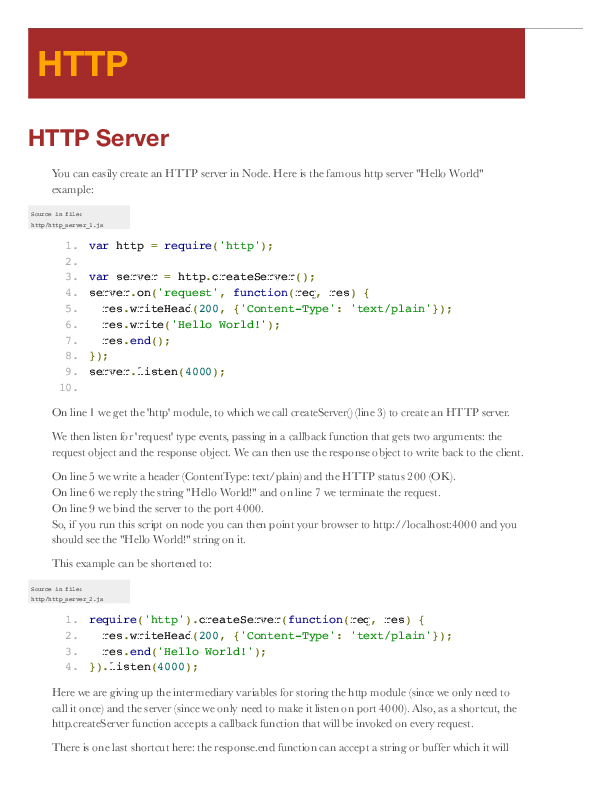 HTTP
HTTP Server
You can easily create an HTTP server in Node. Here is the famous http server "Hello World"
example:
Source in file:
http/http_server_1.js
1. var http = require('http');
2.
3. var server = http.createServer();
4. server.on('request', function(req, res) {
5.   res.writeHead(200, {'Content-Type': 'text/plain'});
6.   res.write('Hello World!');
7.   res.end();
8. });
9. server.listen(4000);
10.
On line 1 we get the 'http' module, to which we call createServer() (line 3) to create an HTTP server.
We then listen for 'request' type events, passing in a callback function that gets two arguments: the
request object and the response object. We can then use the response object to write back to the client.
On line 5 we write a header (ContentType: text/plain) and the HTTP status 200 (OK).
On line 6 we reply the string "Hello World!" and on line 7 we terminate the request.
On line 9 we bind the server to the port 4000.
So, if you run this script on node you can then point your browser to http://localhost:4000 and you
should see the "Hello World!" string on it.
This example can be shortened to:
Source in file:
http/http_server_2.js
1. require('http').createServer(function(req, res) {
2.   res.writeHead(200, {'Content-Type': 'text/plain'});
3.   res.end('Hello World!');
4. }).listen(4000);
Here we are giving up the intermediary variables for storing the http module (since we only need to
call it once) and the server (since we only need to make it listen on port 4000). Also, as a shortcut, the
http.createServer function accepts a callback function that will be invoked on every request.
There is one last shortcut here: the response.end function can accept a string or buffer which it will